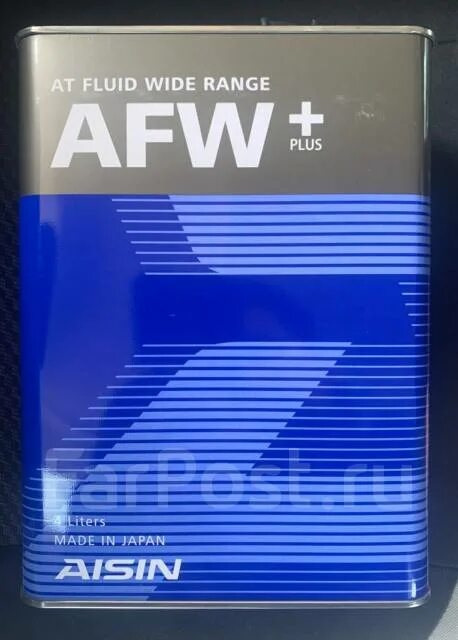 AT FLUID WIDE RANGE
AFW +
PLUS
FarPost.ru
4 Liters
MADE IN JAPAN
AISIN